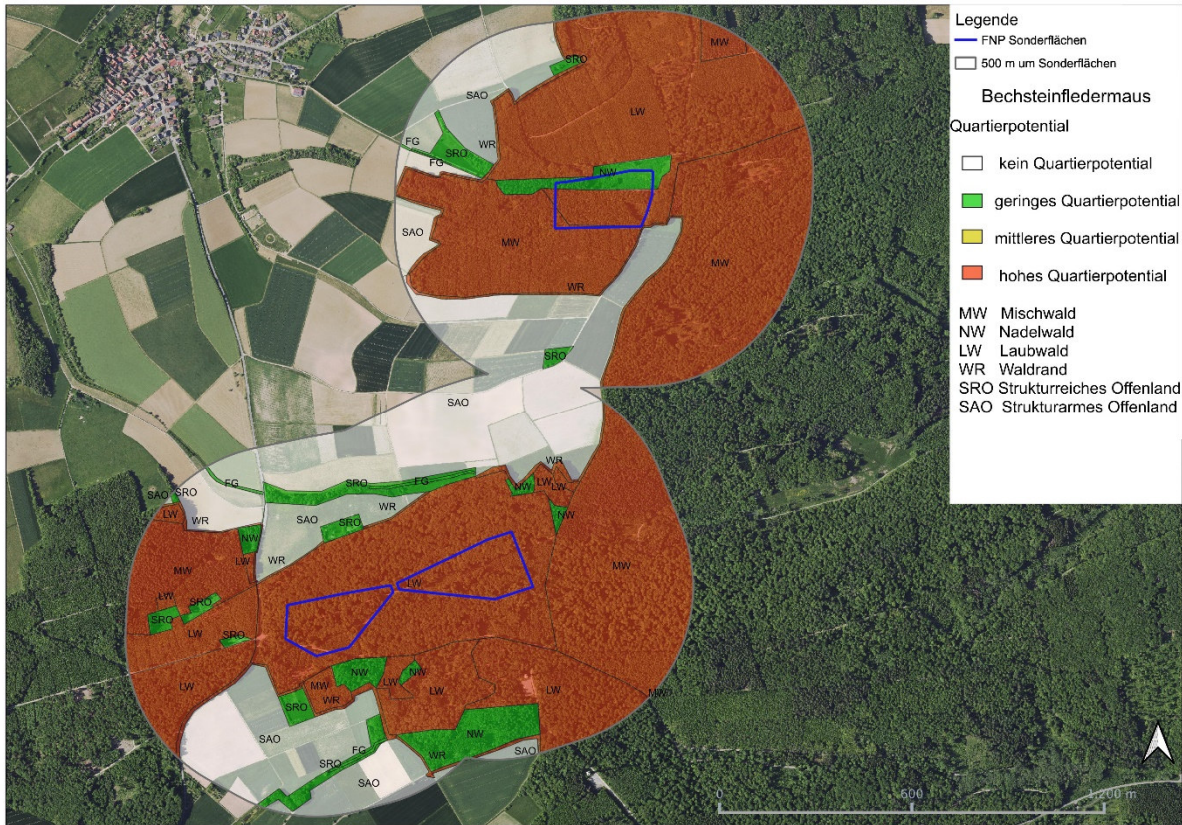 Legende
FNP Sonderflächen
500 m um Sonderflächen
Bechsteinfledermaus
Quartierpotential
kein Quartierpotential
geringes Quartierpotential
mittleres Quartierpotential
hohes Quartierpotential
MW Mischwald
NW Nadelwald
LW Laubwald
WR Waldrand
SRO Strukturreiches Offenland
SAO Strukturarmes Offenland
MW
SRO
SAO
LW
FG
WR
SRO
FG
NW
SAO
MW
MW
WR
SRO
SAO
WR
FG
SRO
FG
SAO
SRO
NW
LW
LW
LW
WR
SAO
WR
SRO
NW
NW
LW
WR
MW
MW
LW
LW
SRO
SRO
LW
SRO
LW
NW
NW
MW
LW
LW
LW
WR
MW
SRO
SAO
NW
FG
WR
SAO
SRO
SAO
0 600 1,200 m